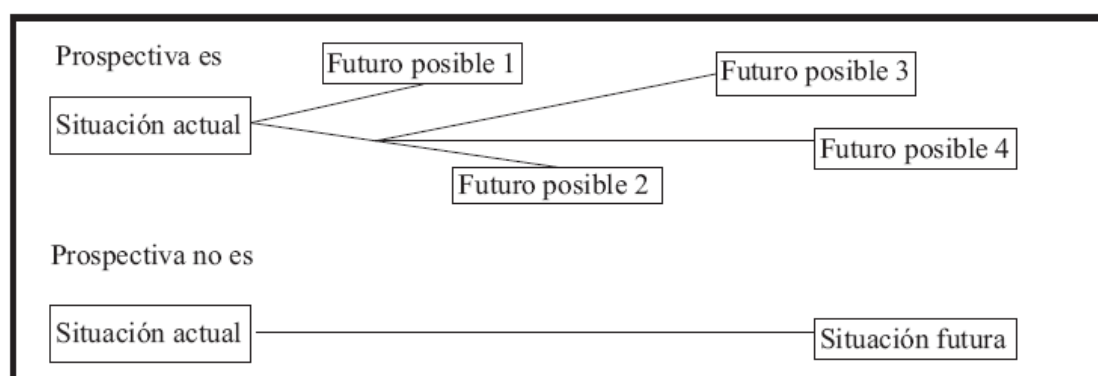 Prospectiva es
Futuro posible 1
Futuro posible 3
Situación actual
Futuro posible 4
Futuro posible 2
Prospectiva no es
Situación actual
Situación futura